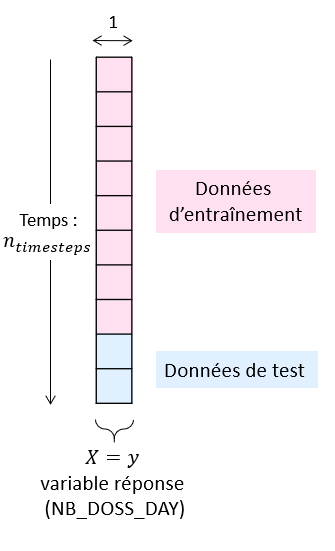 1
Données
d'entraînement
Temps :
n_timesteps
Données de test
X = y
variable réponse
(NB_DOSS_DAY)